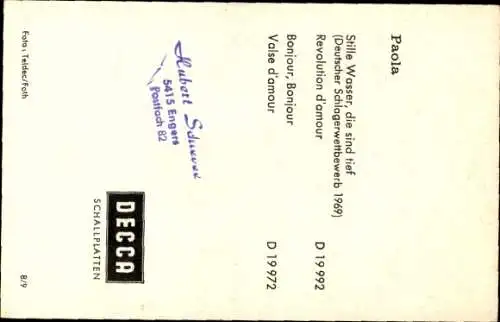 Paola
Stille Wasser, die sind tief
(Deutscher Schlagerwettbewerb 1969)
Revolution d'amour D 19 992
Bonjour, Bonjour
Valse d'amour D 19 972
Hubert
5415 Engers
Postfach 82
DECCA
SCHALLPLATTEN
Foto: Teldec/Foth
8/9